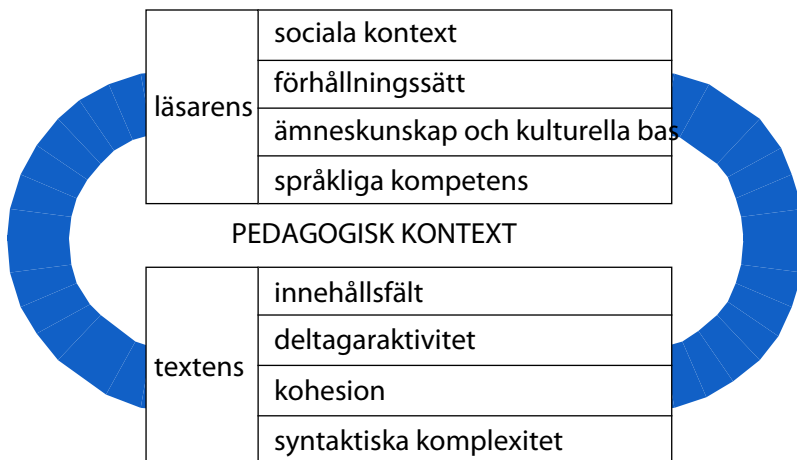 läsarens
sociala kontext
förhållningssätt
ämneskunskap och kulturella bas
språkliga kompetens
PEDAGOGISK KONTEXT
textens
innehållsfält
deltagaraktivitet
kohesion
syntaktiska komplexitet